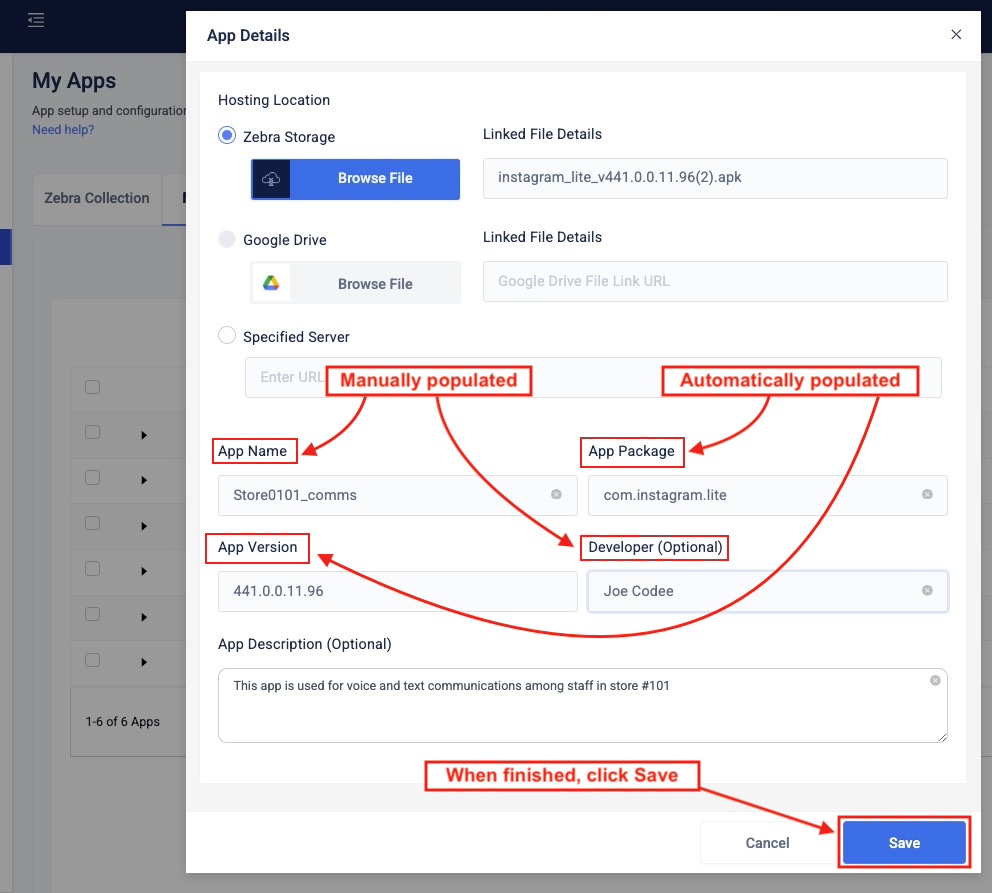 App Details
My Apps
App setup and configuration
Need help?
Zebra Collection
Hosting Location
Zebra Storage
Linked File Details
Browse File
instagram_lite_v441.0.0.11.96(2).apk
Google Drive
Linked File Details
Browse File
Google Drive File Link URL
Specified Server
Enter URL
Manually populated
Automatically populated
App Name
App Package
Store0101_comms
com.instagram.lite
App Version
Developer (Optional)
441.0.0.11.96
Joe Codee
App Description (Optional)
This app is used for voice and text communications among staff in store #101
1-6 of 6 Apps
When finished, click Save
Cancel
Save